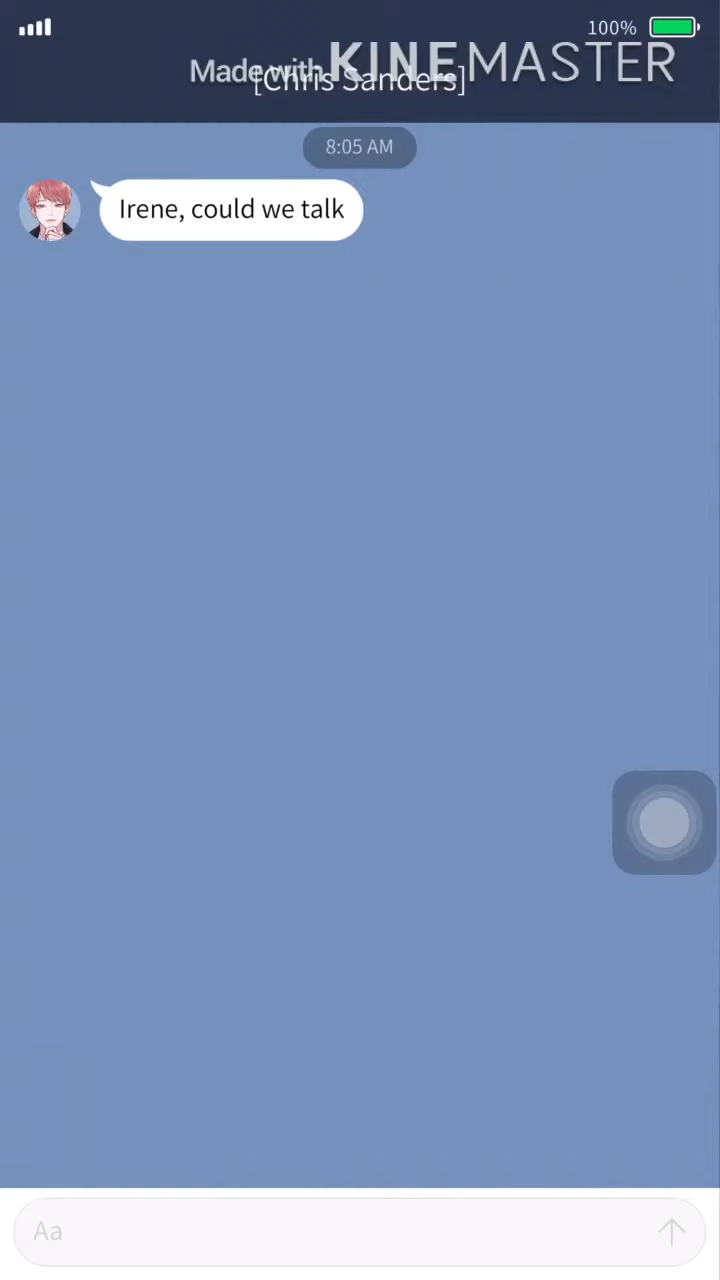 100%
Made with KINEMASTER
[Chris Sanders]
8:05 AM
Irene, could we talk
Aa